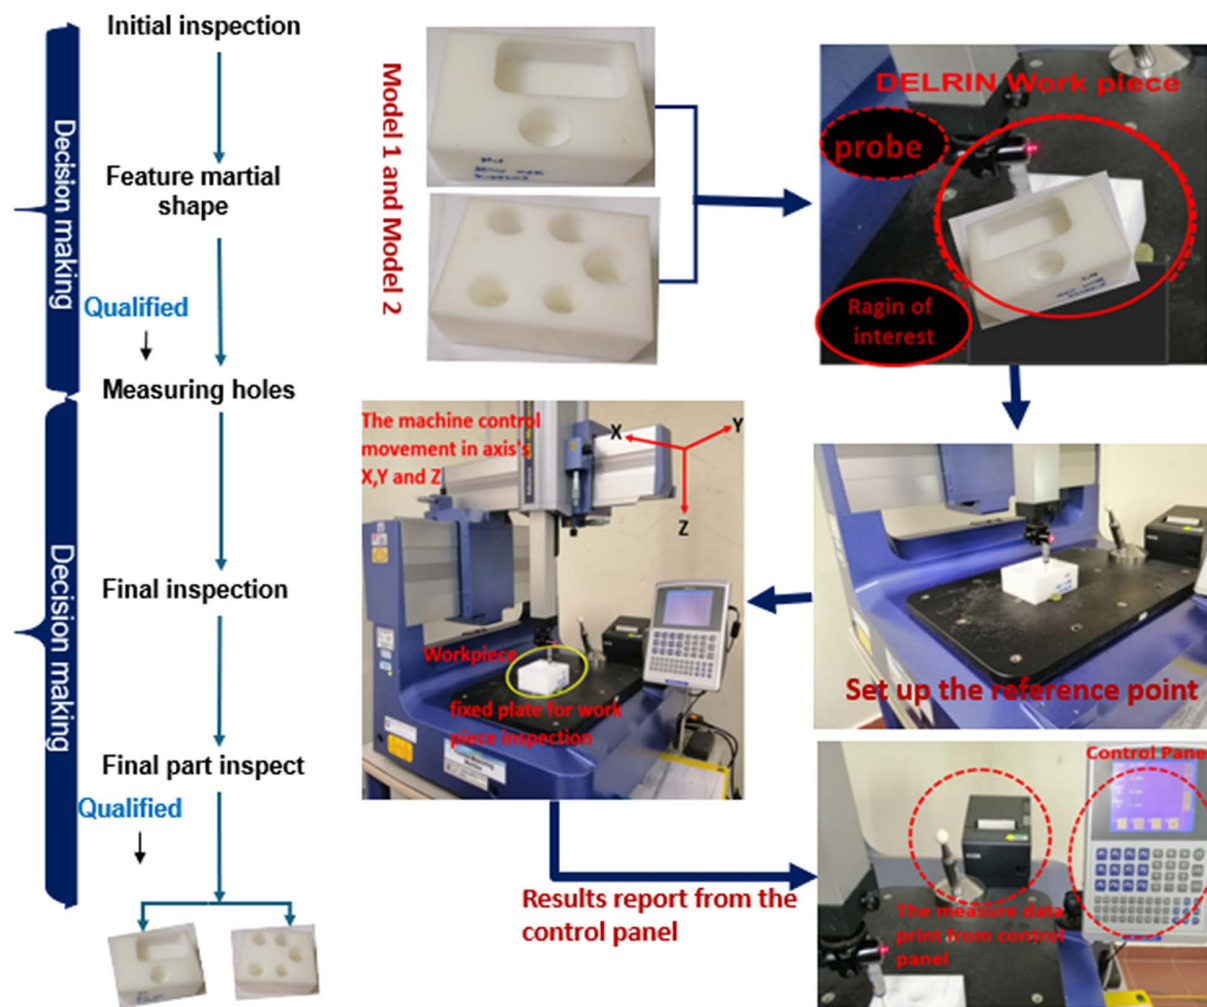 Initial inspection
Decision making
Feature martial
shape
Qualified
Measuring holes
Decision making
Final inspection
Final part inspect
Qualified
Model 1 and Model 2
DELRIN Work piece
probe
Ragin of
interest
The machine control
movement in axis's
X,Y and Z
X
Y
Z
Workpiece
fixed plate for work
piece inspection
Set up the reference point
Results report from the
control panel
Control Pane
The measure data
print from control
panel